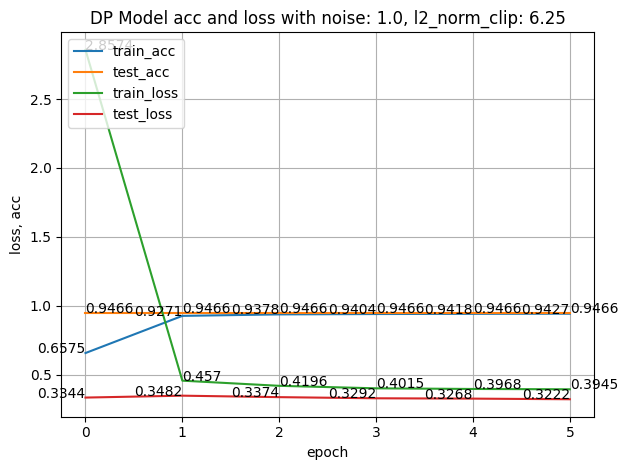 DP Model acc and loss with noise: 1.0, l2_norm_clip: 6.25
2.8574
train_acc
test_acc
train_loss
test_loss
2.5
2.0
1.5
1.0
0.5
loss, acc
0.9466 0.9271 0.9466 0.9378 0.9466 0.9404 0.9466 0.9418 0.9466 0.9427 0.9466
0.6575
0.457 0.4196 0.4015 0.3968 0.3945
0.3344 0.3482 0.3374 0.3292 0.3268 0.3222
0 1 2 3 4 5
epoch